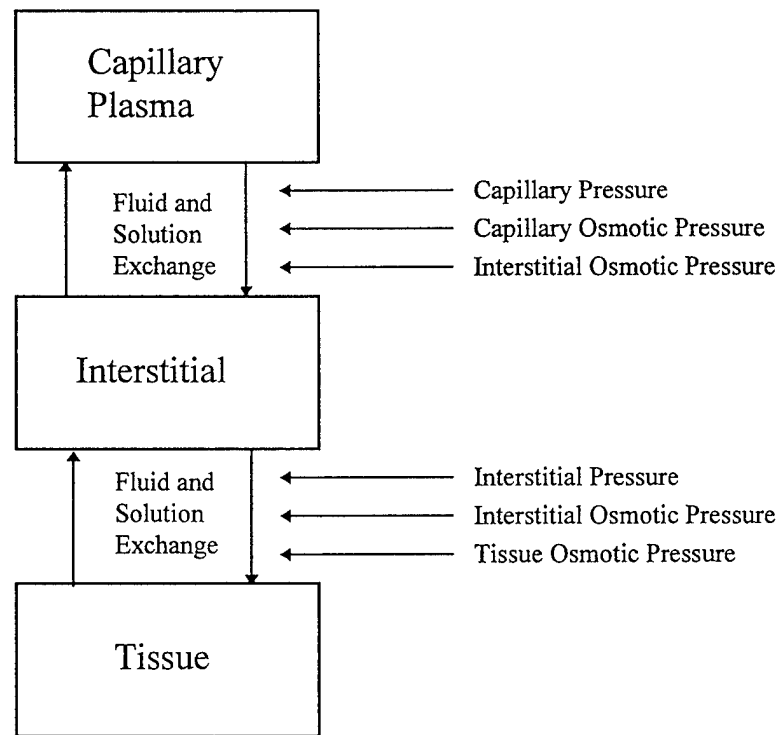 Capillary
Plasma
Fluid and
Solution
Exchange
Capillary Pressure
Capillary Osmotic Pressure
Interstitial Osmotic Pressure
Interstitial
Fluid and
Solution
Exchange
Interstitial Pressure
Interstitial Osmotic Pressure
Tissue Osmotic Pressure
Tissue